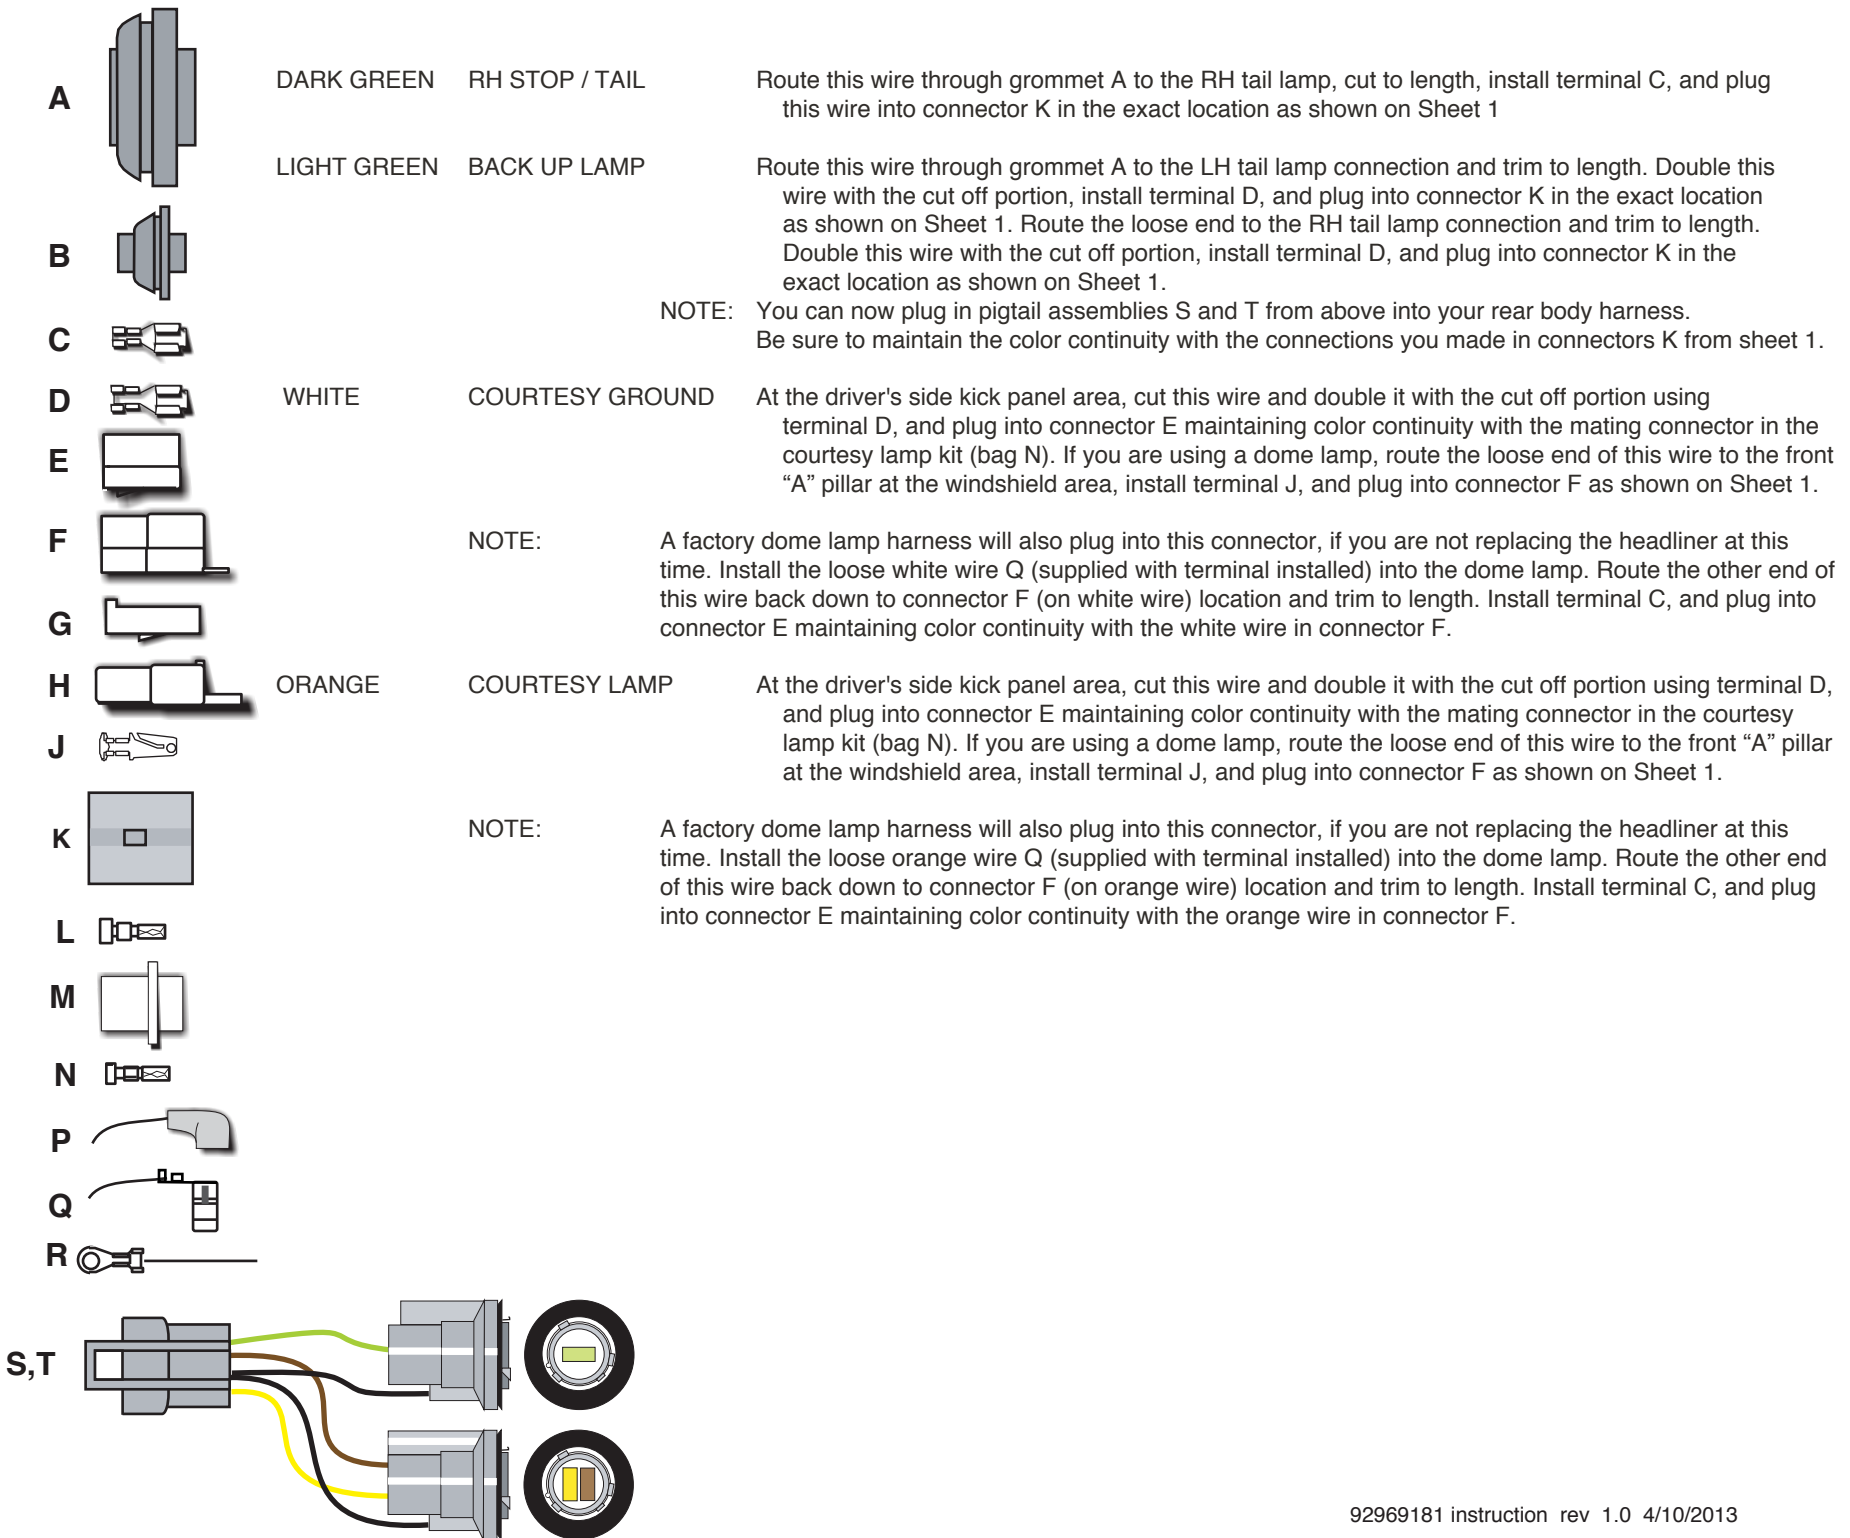 A
DARK GREEN RH STOP / TAIL Route this wire through grommet A to the RH tail lamp, cut to length, install terminal C, and plug
this wire into connector K in the exact location as shown on Sheet 1
LIGHT GREEN BACK UP LAMP Route this wire through grommet A to the LH tail lamp connection and trim to length. Double this
wire with the cut off portion, install terminal D, and plug into connector K in the exact location
as shown on Sheet 1. Route the loose end to the RH tail lamp connection and trim to length.
B
Double this wire with the cut off portion, install terminal D, and plug into connector K in the
exact location as shown on Sheet 1.
NOTE: You can now plug in pigtail assemblies S and T from above into your rear body harness.
C
Be sure to maintain the color continuity with the connections you made in connectors K from sheet 1.
D
WHITE COURTESY GROUND At the driver's side kick panel area, cut this wire and double it with the cut off portion using
terminal D, and plug into connector E maintaining color continuity with the mating connector in the
E
courtesy lamp kit (bag N). If you are using a dome lamp, route the loose end of this wire to the front
“A” pillar at the windshield area, install terminal J, and plug into connector F as shown on Sheet 1.
F
NOTE: A factory dome lamp harness will also plug into this connector, if you are not replacing the headliner at this
time. Install the loose white wire Q (supplied with terminal installed) into the dome lamp. Route the other end of
this wire back down to connector F (on white wire) location and trim to length. Install terminal C, and plug into
G
connector E maintaining color continuity with the white wire in connector F.
H
ORANGE COURTESY LAMP At the driver's side kick panel area, cut this wire and double it with the cut off portion using terminal D,
and plug into connector E maintaining color continuity with the mating connector in the courtesy
J
lamp kit (bag N). If you are using a dome lamp, route the loose end of this wire to the front “A” pillar
at the windshield area, install terminal J, and plug into connector F as shown on Sheet 1.
K
NOTE: A factory dome lamp harness will also plug into this connector, if you are not replacing the headliner at this
time. Install the loose orange wire Q (supplied with terminal installed) into the dome lamp. Route the other end
of this wire back down to connector F (on orange wire) location and trim to length. Install terminal C, and plug
into connector E maintaining color continuity with the orange wire in connector F.
L
M
N
P
Q
R
S,T
92969181 instruction rev 1.0 4/10/2013